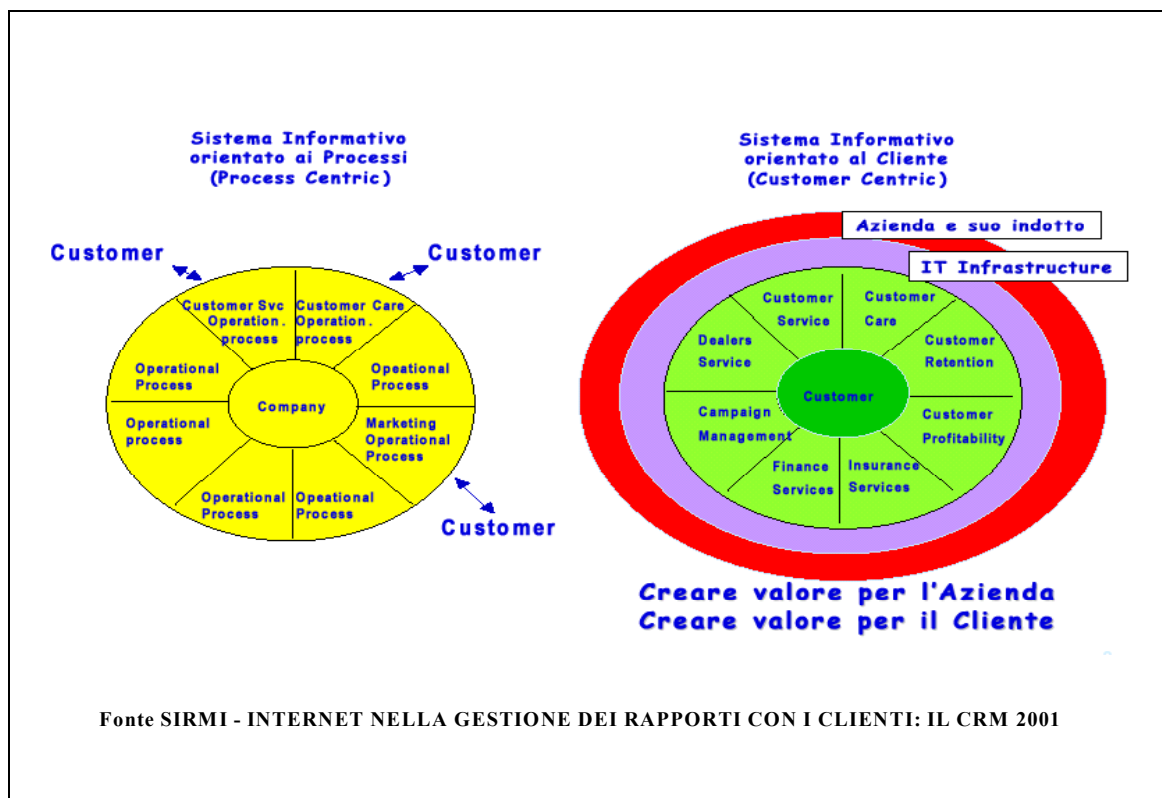 Sistema Informativo
orientato ai Processi
(Process Centric)
Customer
Customer
Customer Svc
Operation.
process
Customer Care
Operation.
process
Operational
Process
Opeational
Process
Company
Operational
process
Marketing
Operational
Process
Operational
Process
Opeational
Process
Customer
Sistema Informativo
orientato al Cliente
(Customer Centric)
Azienda e suo indotto
IT Infrastructure
Customer
Service
Customer
Care
Dealers
Service
Customer
Retention
Customer
Campaign
Management
Customer
Profitability
Finance
Services
Insurance
Services
Creare valore per l'Azienda
Creare valore per il Cliente
Fonte SIRMI - INTERNET NELLA GESTIONE DEI RAPPORTI CON I CLIENTI: IL CRM 2001